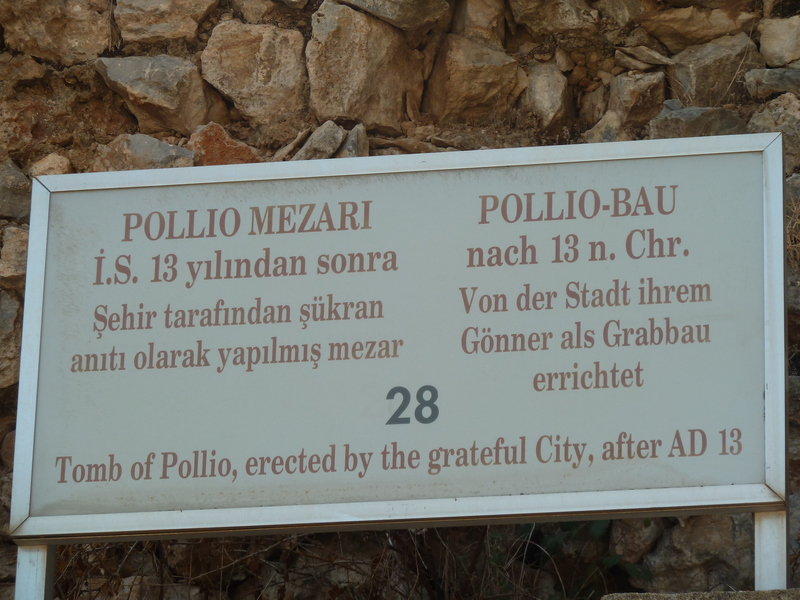 POLLIO MEZARI
İ.S. 13 yılından sonra
Şehir tarafından şükran
anıtı olarak yapılmış mezar
POLLIO-BAU
nach 13 n. Chr.
Von der Stadt ihrem
Gönner als Grabbau
errichtet
28
Tomb of Pollio, erected by the grateful City, after AD 13